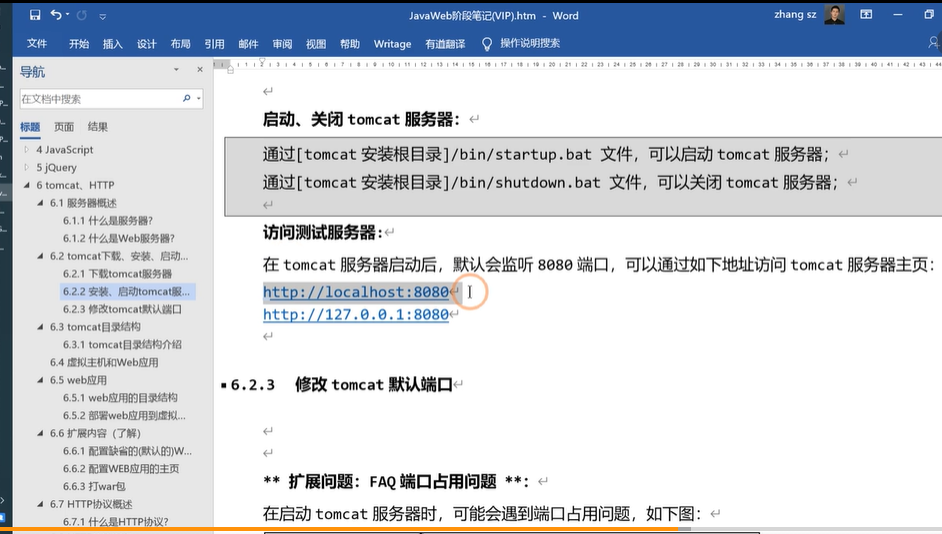 JavaWeb阶段笔记(VIP).htm - Word
zhang sz
文件 开始 插入 设计 布局 引用 邮件 审阅 视图 帮助 Writage 有道翻译 操作说明搜索
导航
在文档中搜索
标题 页面 结果
4 JavaScript
5 jQuery
6 tomcat、HTTP
6.1 服务器概述
6.1.1 什么是服务器?
6.1.2 什么是Web服务器?
6.2 tomcat下载、安装、启动...
6.2.1 下载tomcat服务器
6.2.2 安装、启动tomcat服...
6.2.3 修改tomcat默认端口
6.3 tomcat目录结构
6.3.1 tomcat目录结构介绍
6.4 虚拟主机和Web应用
6.5 web应用
6.5.1 web应用的目录结构
6.5.2 部署web应用到虚拟...
6.6 扩展内容（了解）
6.6.1 配置缺省的(默认的)W...
6.6.2 配置WEB应用的主页
6.6.3 打war包
6.7 HTTP协议概述
6.7.1 什么是HTTP协议?
启动、关闭 tomcat 服务器：
通过[tomcat 安装根目录]/bin/startup.bat 文件，可以启动 tomcat 服务器；
通过[tomcat 安装根目录]/bin/shutdown.bat 文件，可以关闭 tomcat 服务器；
访问测试服务器：
在 tomcat 服务器启动后，默认会监听 8080 端口，可以通过如下地址访问 tomcat 服务器主页：
http://localhost:8080
http://127.0.0.1:8080
6.2.3 修改 tomcat 默认端口
** 扩展问题：FAQ 端口占用问题 **：
在启动 tomcat 服务器时，可能会遇到端口占用问题，如下图：